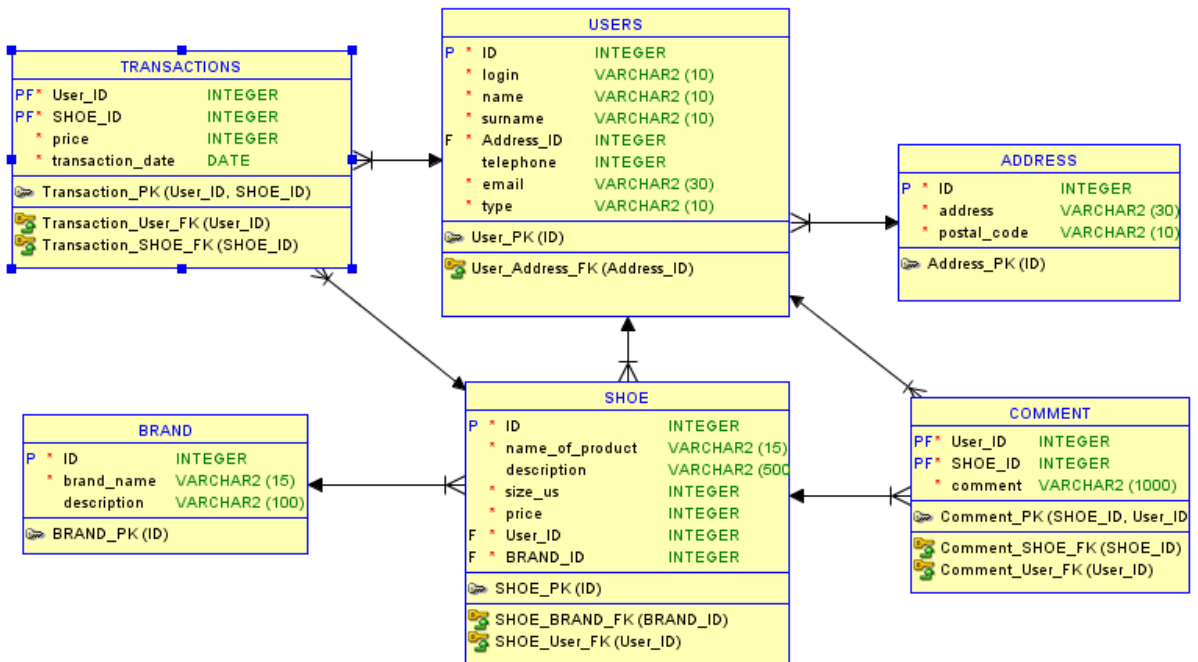 USERS
P * ID INTEGER
* login VARCHAR2 (10)
* name VARCHAR2 (10)
* surname VARCHAR2 (10)
F * Address_ID INTEGER
telephone INTEGER
* email VARCHAR2 (30)
* type VARCHAR2 (10)
User_PK (ID)
User_Address_FK (Address_ID)
TRANSACTIONS
PF* User_ID INTEGER
PF* SHOE_ID INTEGER
* price INTEGER
* transaction_date DATE
Transaction_PK (User_ID, SHOE_ID)
Transaction_User_FK (User_ID)
Transaction_SHOE_FK (SHOE_ID)
ADDRESS
P * ID INTEGER
* address VARCHAR2 (30)
* postal_code VARCHAR2 (10)
Address_PK (ID)
SHOE
P * ID INTEGER
* name_of_product VARCHAR2 (15)
description VARCHAR2 (500
* size_us INTEGER
* price INTEGER
F * User_ID INTEGER
F * BRAND_ID INTEGER
SHOE_PK (ID)
SHOE_BRAND_FK (BRAND_ID)
SHOE_User_FK (User_ID)
BRAND
P * ID INTEGER
* brand_name VARCHAR2 (15)
description VARCHAR2 (100)
BRAND_PK (ID)
COMMENT
PF* User_ID INTEGER
PF* SHOE_ID INTEGER
* comment VARCHAR2 (1000)
Comment_PK (SHOE_ID, User_ID
Comment_SHOE_FK (SHOE_ID)
Comment_User_FK (User_ID)